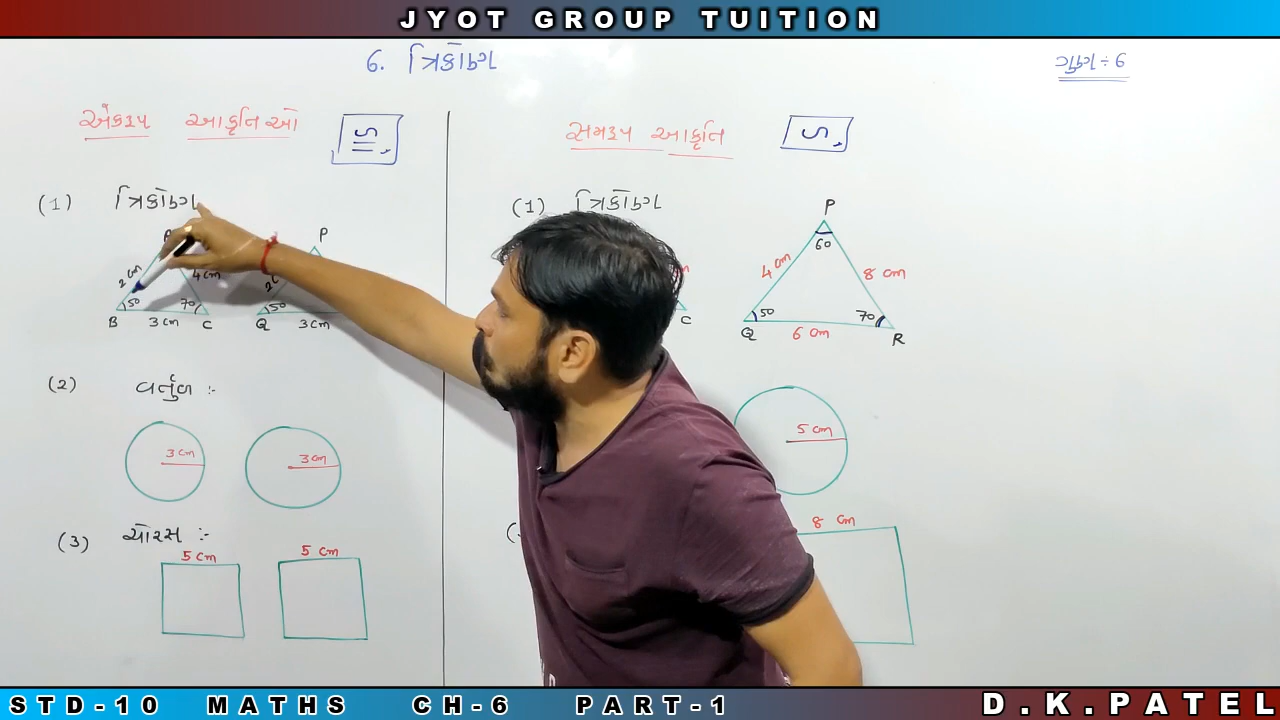 JYOT GROUP TUITION
6. ત્રિકોણ
ગુણ ÷ 6
એકરૂપ આકૃતિઓ
(1) ત્રિકોણ
2 cm 4 cm
50 70
B 3 cm C
P
50
Q 3 cm
(2) વર્તુળ :-
3 cm 3 cm
(3) ચોરસ :-
5 cm 5 cm
સમરૂપ આકૃતિ
(1) ત્રિકોણ
C
P
60
4 cm 8 cm
50 70
Q 6 cm R
5 cm
8 cm
STD-10 MATHS CH-6 PART-1
D.K.PATEL